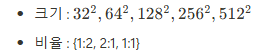 • 크기 : 32², 64², 128², 256², 512²
• 비율 : {1:2, 2:1, 1:1}